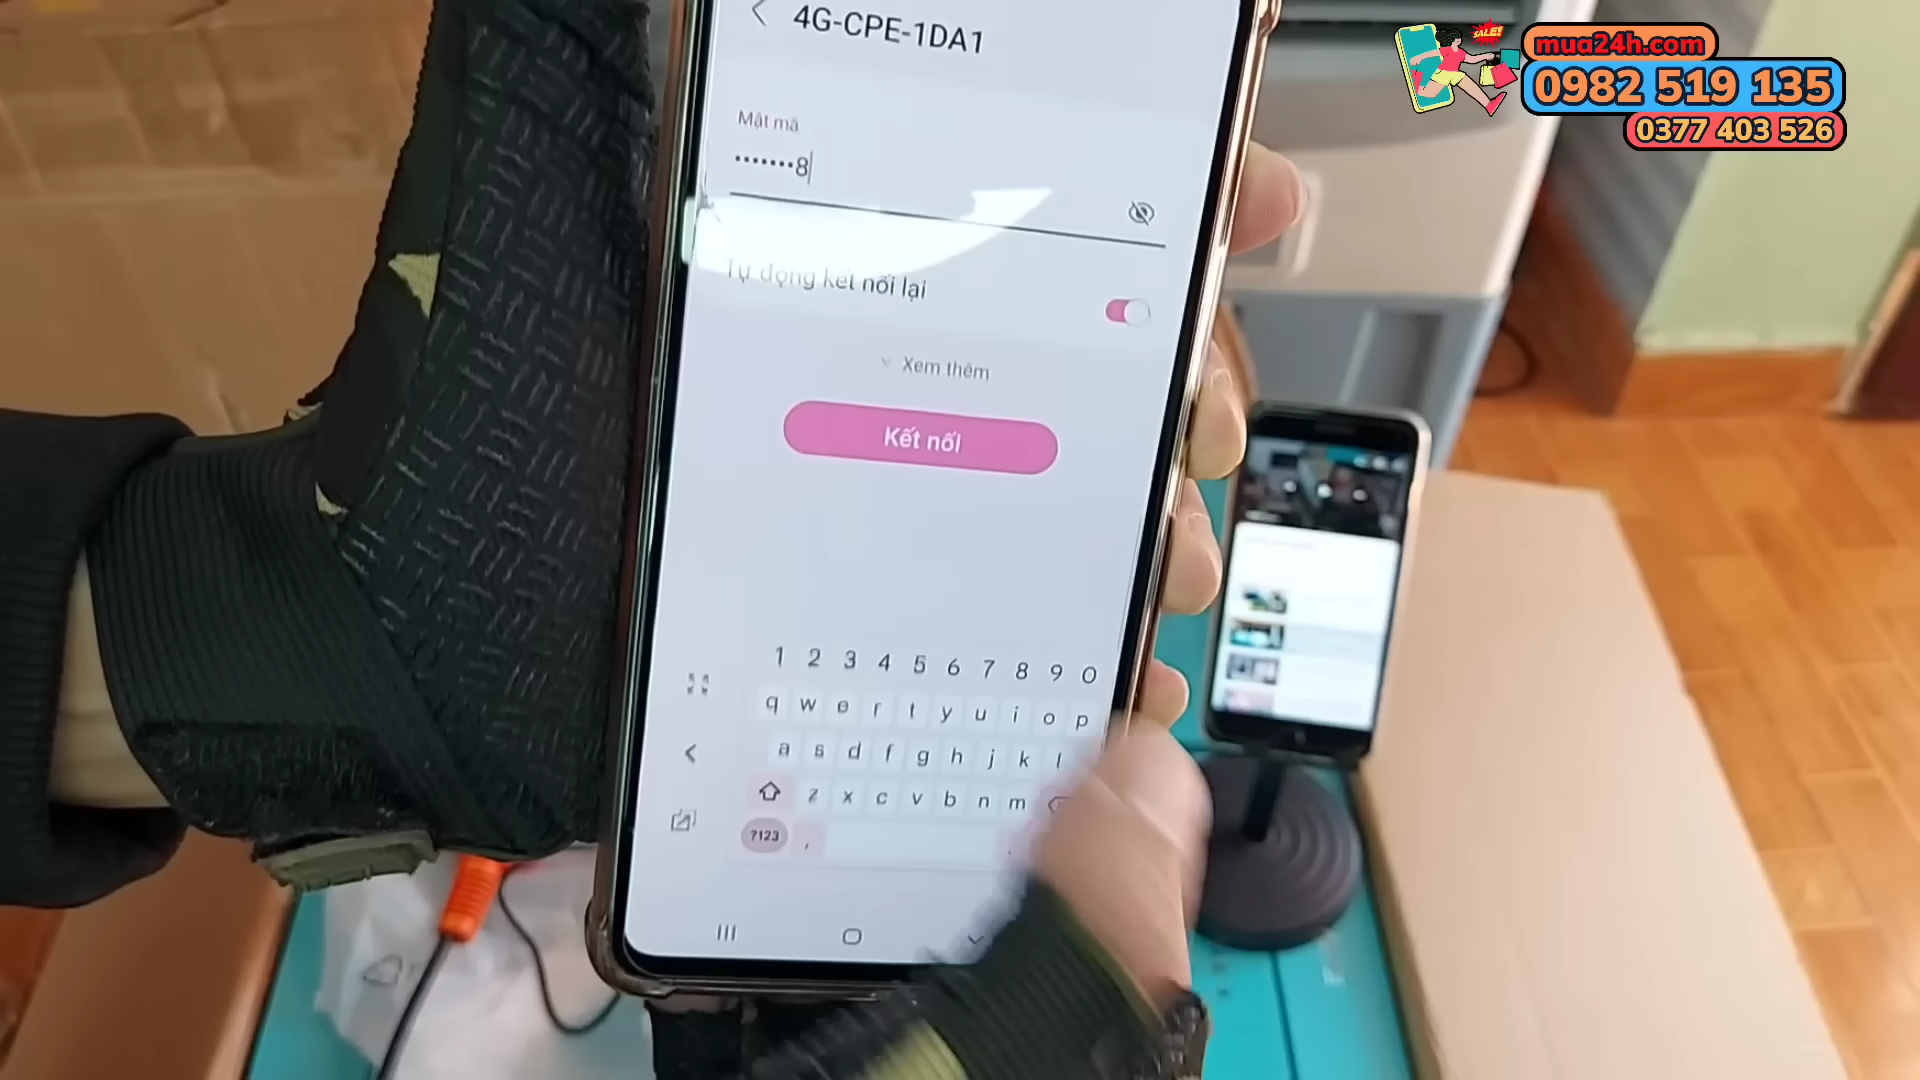 4G-CPE-1DA1
SALE!
mua24h.com
0982 519 135
0377 403 526
Mật mã
•••••••8
Tự động kết nối lại
Xem thêm
Kết nối
1 2 3 4 5 6 7 8 9 0
q w e r t y u i o p
a s d f g h j k l
z x c v b n m
?123 , .